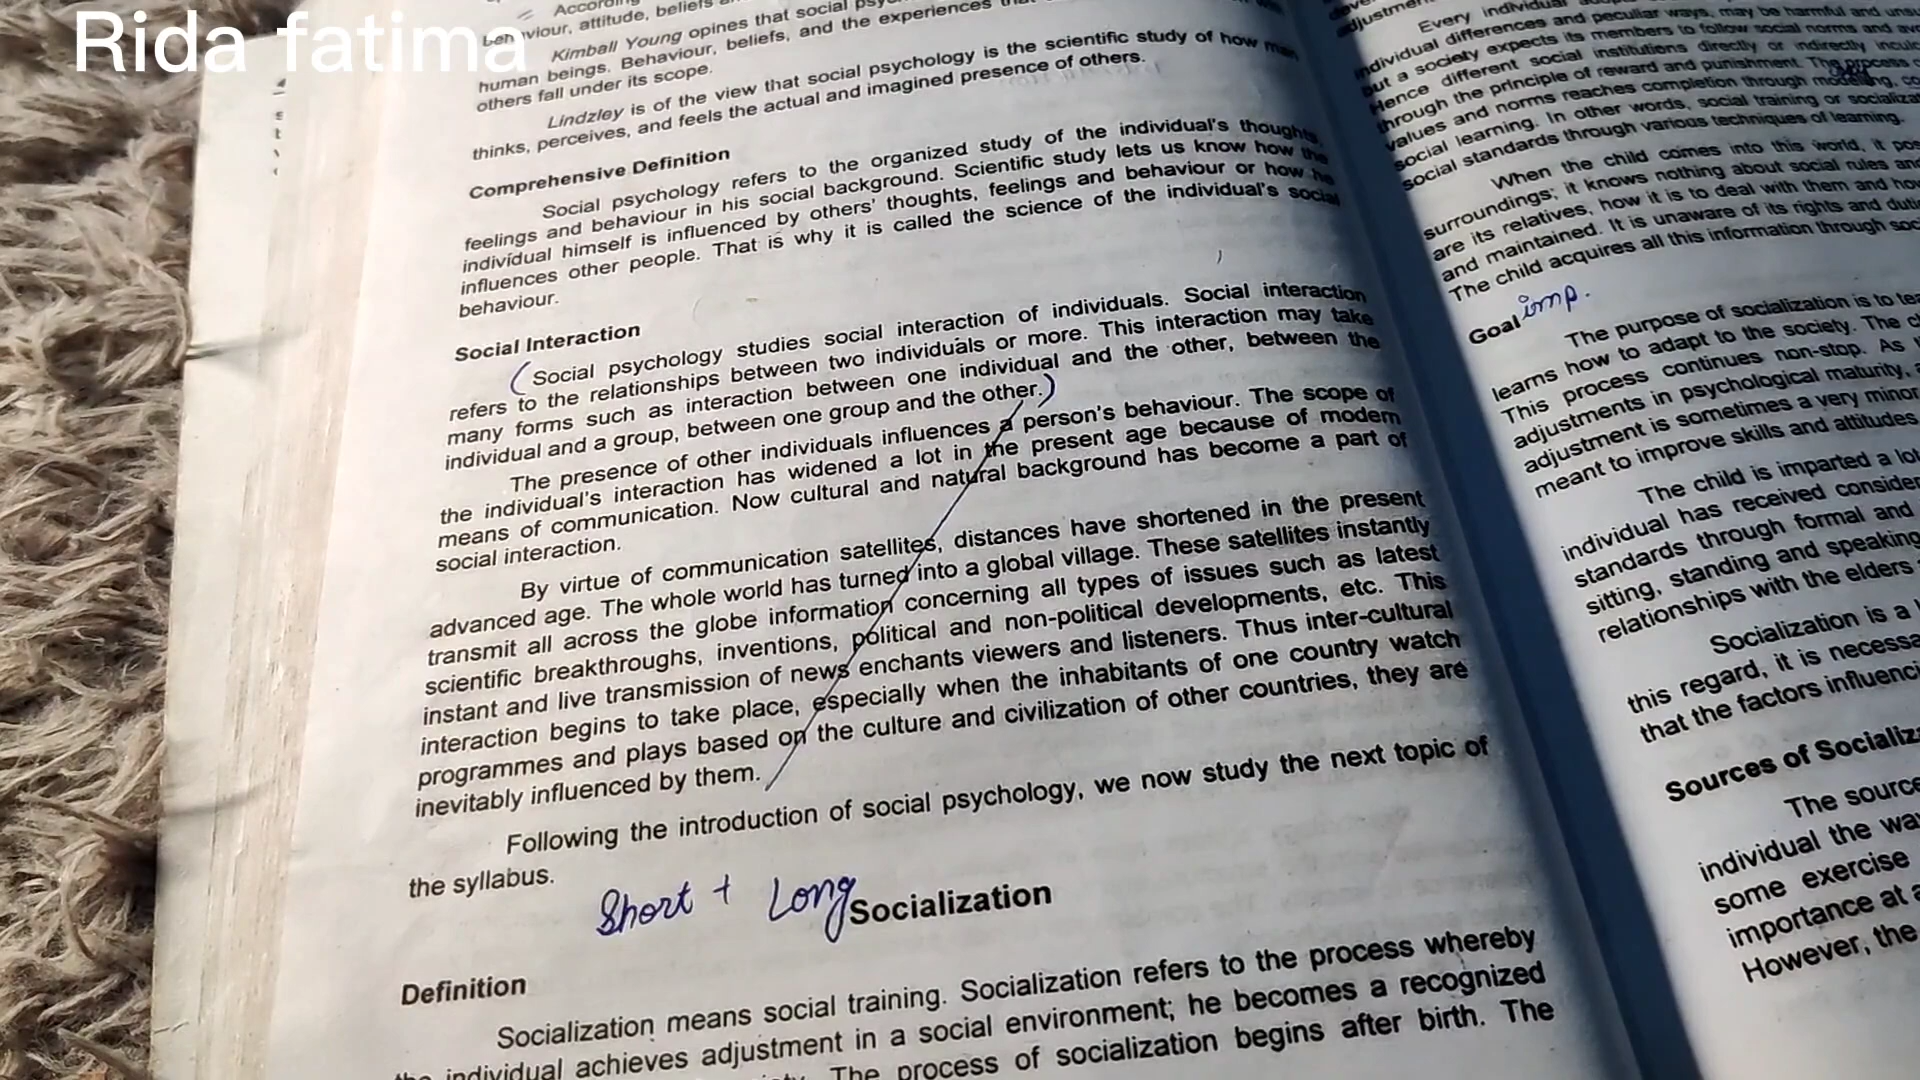 Rida fatima
According
behaviour, attitude, beliefs
Kimball Young opines that social
human beings. Behaviour, beliefs, and the experiences
others fall under its scope.
Lindzley is of the view that social psychology is the scientific study of how man
thinks, perceives, and feels the actual and imagined presence of others.
Comprehensive Definition
Social psychology refers to the organized study of the individual's thoughts,
feelings and behaviour in his social background. Scientific study lets us know how the
individual himself is influenced by others' thoughts, feelings and behaviour or how he
influences other people. That is why it is called the science of the individual's social
behaviour.
Social Interaction
(Social psychology studies social interaction of individuals. Social interaction
refers to the relationships between two individuals or more. This interaction may take
many forms such as interaction between one individual and the other, between the
individual and a group, between one group and the other.)
The presence of other individuals influences a person's behaviour. The scope of
the individual's interaction has widened a lot in the present age because of modern
means of communication. Now cultural and natural background has become a part of
social interaction.
By virtue of communication satellites, distances have shortened in the present
advanced age. The whole world has turned into a global village. These satellites instantly
transmit all across the globe information concerning all types of issues such as latest
scientific breakthroughs, inventions, political and non-political developments, etc. This
instant and live transmission of news enchants viewers and listeners. Thus inter-cultural
interaction begins to take place, especially when the inhabitants of one country watch
programmes and plays based on the culture and civilization of other countries, they are
inevitably influenced by them.
Following the introduction of social psychology, we now study the next topic of
the syllabus.
Short + Long Socialization
Definition
Socialization means social training. Socialization refers to the process whereby
the individual achieves adjustment in a social environment; he becomes a recognized
The process of socialization begins after birth. The
adjustment
Every individual
individual differences and peculiar ways, may be harmful and
but a society expects its members to follow social norms and
Hence different social institutions directly or indirectly
through the principle of reward and punishment. The process
values and norms reaches completion through modeling,
social learning. In other words, social training or
social standards through various techniques of learning.
When the child comes into this world, it
surroundings; it knows nothing about social rules
are its relatives, how it is to deal with them and
and maintained. It is unaware of its rights and
The child acquires all this information through
Goal imp.
The purpose of socialization is to
learns how to adapt to the society. The
This process continues non-stop. As
adjustments in psychological maturity,
adjustment is sometimes a very minor
meant to improve skills and attitudes
The child is imparted a
individual has received
standards through formal and
sitting, standing and speaking
relationships with the elders
Socialization is a
this regard, it is
that the factors
Sources of
The
individual the
some exercise
importance at
However, the